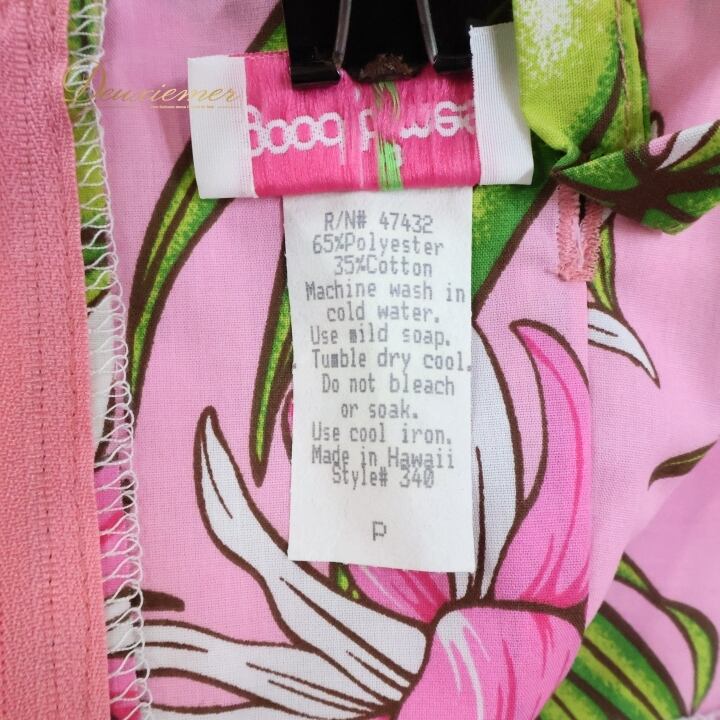 Deuxiemer
R/N# 47432
65%Polyester
35%Cotton
Machine wash in
cold water.
Use mild soap.
. Tumble dry cool.
Do not bleach
or soak.
Use cool iron.
Made in Hawaii
Style# 340
P